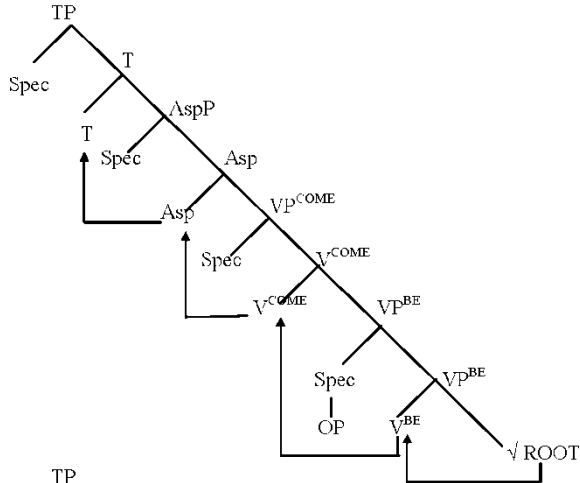 TP
T
Spec
AspP
T
Spec
Asp
Asp
VP^COME
Spec
V^COME
V^COME
VP^BE
Spec
VP^BE
OP
V^BE
√ ROOT
TP